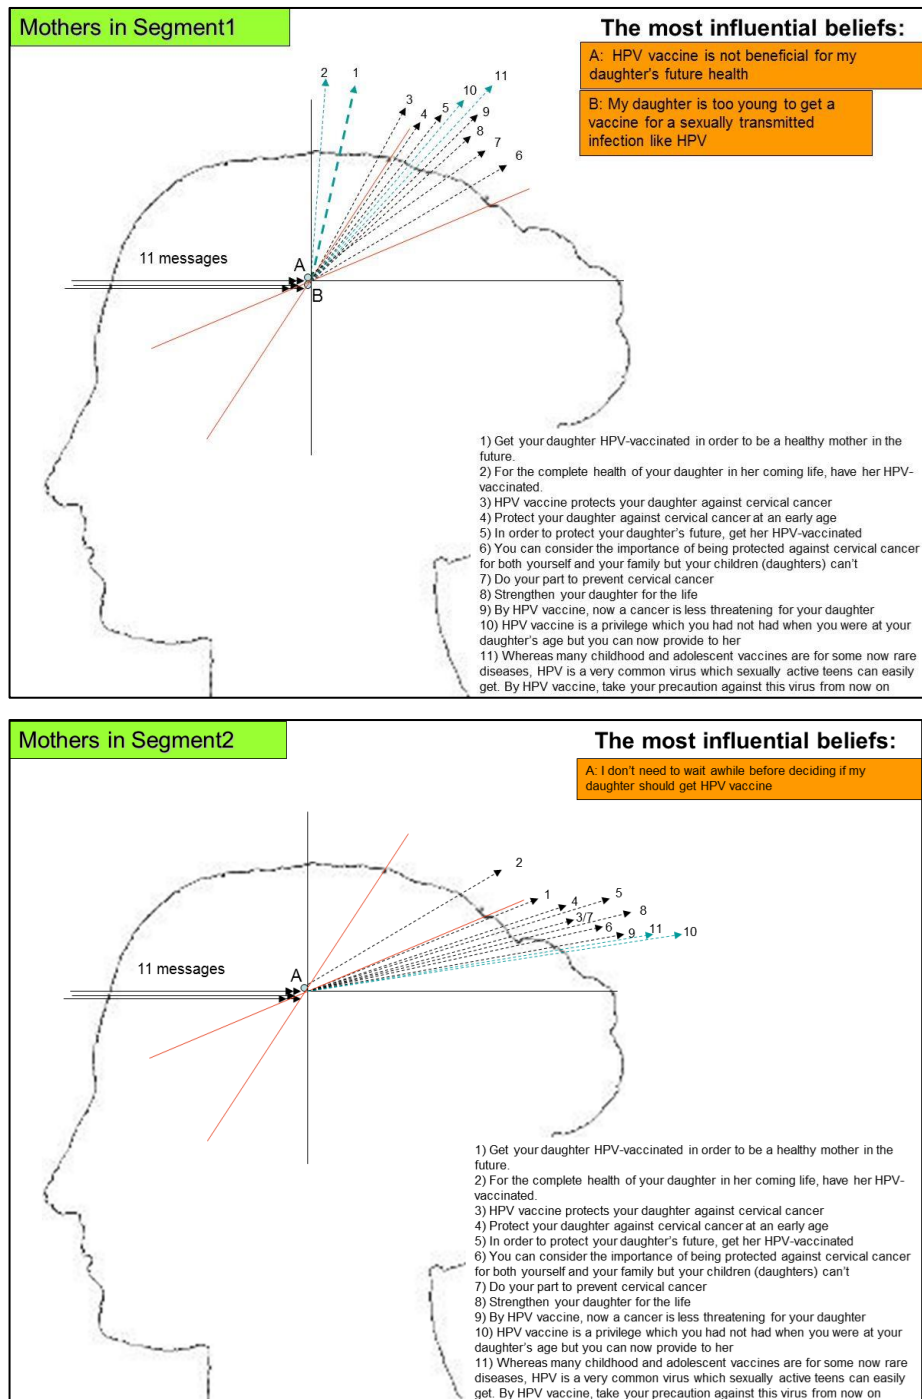 Mothers in Segment1
The most influential beliefs:
A: HPV vaccine is not beneficial for my
daughter's future health
B: My daughter is too young to get a
vaccine for a sexually transmitted
infection like HPV
2
1
3
4
5
10
11
9
8
7
6
11 messages
A
B
1) Get your daughter HPV-vaccinated in order to be a healthy mother in the
future.
2) For the complete health of your daughter in her coming life, have her HPV-
vaccinated.
3) HPV vaccine protects your daughter against cervical cancer
4) Protect your daughter against cervical cancer at an early age
5) In order to protect your daughter's future, get her HPV-vaccinated
6) You can consider the importance of being protected against cervical cancer
for both yourself and your family but your children (daughters) can't
7) Do your part to prevent cervical cancer
8) Strengthen your daughter for the life
9) By HPV vaccine, now a cancer is less threatening for your daughter
10) HPV vaccine is a privilege which you had not had when you were at your
daughter's age but you can now provide to her
11) Whereas many childhood and adolescent vaccines are for some now rare
diseases, HPV is a very common virus which sexually active teens can easily
get. By HPV vaccine, take your precaution against this virus from now on
Mothers in Segment2
The most influential beliefs:
A: I don't need to wait awhile before deciding if my
daughter should get HPV vaccine
2
1
4
5
3/7
8
6
9
11
10
11 messages
A
1) Get your daughter HPV-vaccinated in order to be a healthy mother in the
future.
2) For the complete health of your daughter in her coming life, have her HPV-
vaccinated.
3) HPV vaccine protects your daughter against cervical cancer
4) Protect your daughter against cervical cancer at an early age
5) In order to protect your daughter's future, get her HPV-vaccinated
6) You can consider the importance of being protected against cervical cancer
for both yourself and your family but your children (daughters) can't
7) Do your part to prevent cervical cancer
8) Strengthen your daughter for the life
9) By HPV vaccine, now a cancer is less threatening for your daughter
10) HPV vaccine is a privilege which you had not had when you were at your
daughter's age but you can now provide to her
11) Whereas many childhood and adolescent vaccines are for some now rare
diseases, HPV is a very common virus which sexually active teens can easily
get. By HPV vaccine, take your precaution against this virus from now on